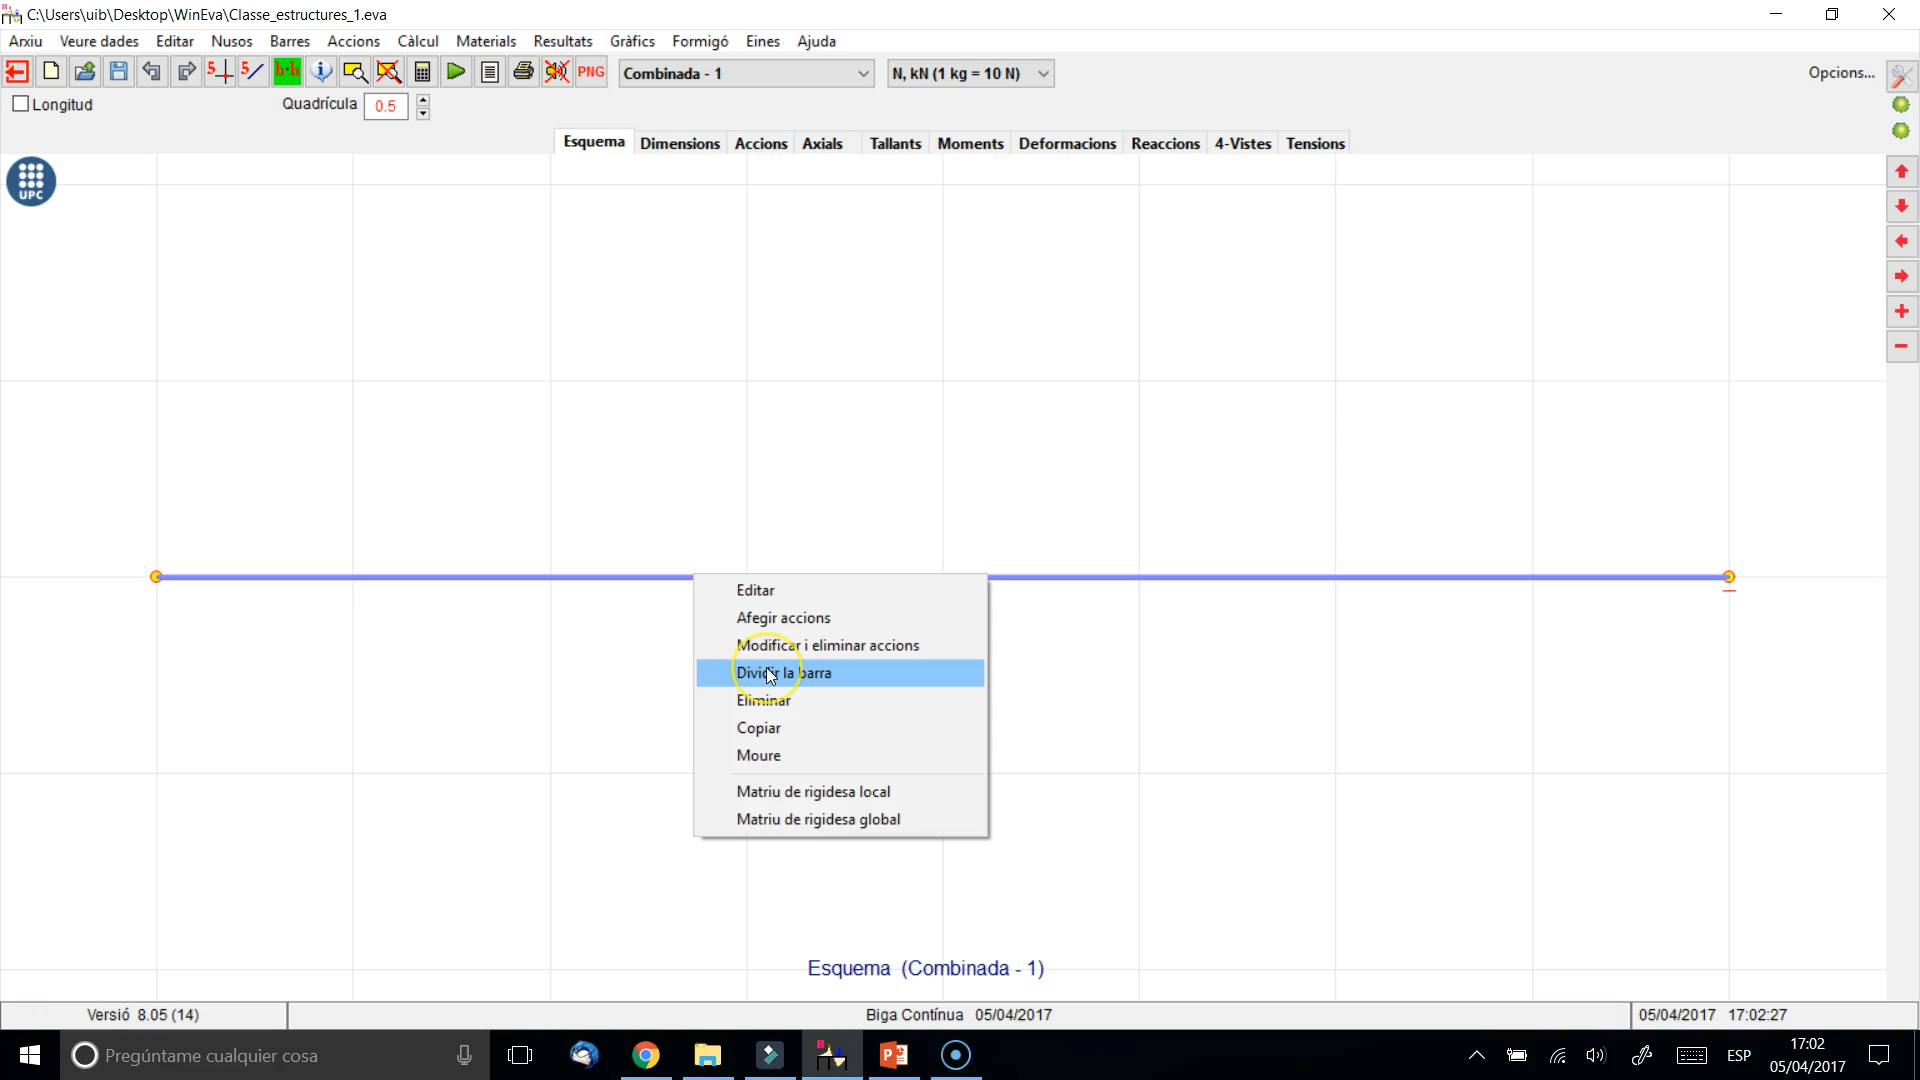 C:\Users\uib\Desktop\WinEva\Classe_estructures_1.eva
Arxiu Veure dades Editar Nusos Barres Accions Càlcul Materials Resultats Gràfics Formigó Eines Ajuda
5 5 b·h PNG Combinada - 1 N, kN (1 kg = 10 N) Opcions...
Longitud Quadrícula 0.5
Esquema Dimensions Accions Axials Tallants Moments Deformacions Reaccions 4-Vistes Tensions
UPC
Editar
Afegir accions
Modificar i eliminar accions
Dividir la barra
Eliminar
Copiar
Moure
Matriu de rigidesa local
Matriu de rigidesa global
Esquema (Combinada - 1)
Versió 8.05 (14) Biga Contínua 05/04/2017 05/04/2017 17:02:27
Pregúntame cualquier cosa ESP 17:02
05/04/2017